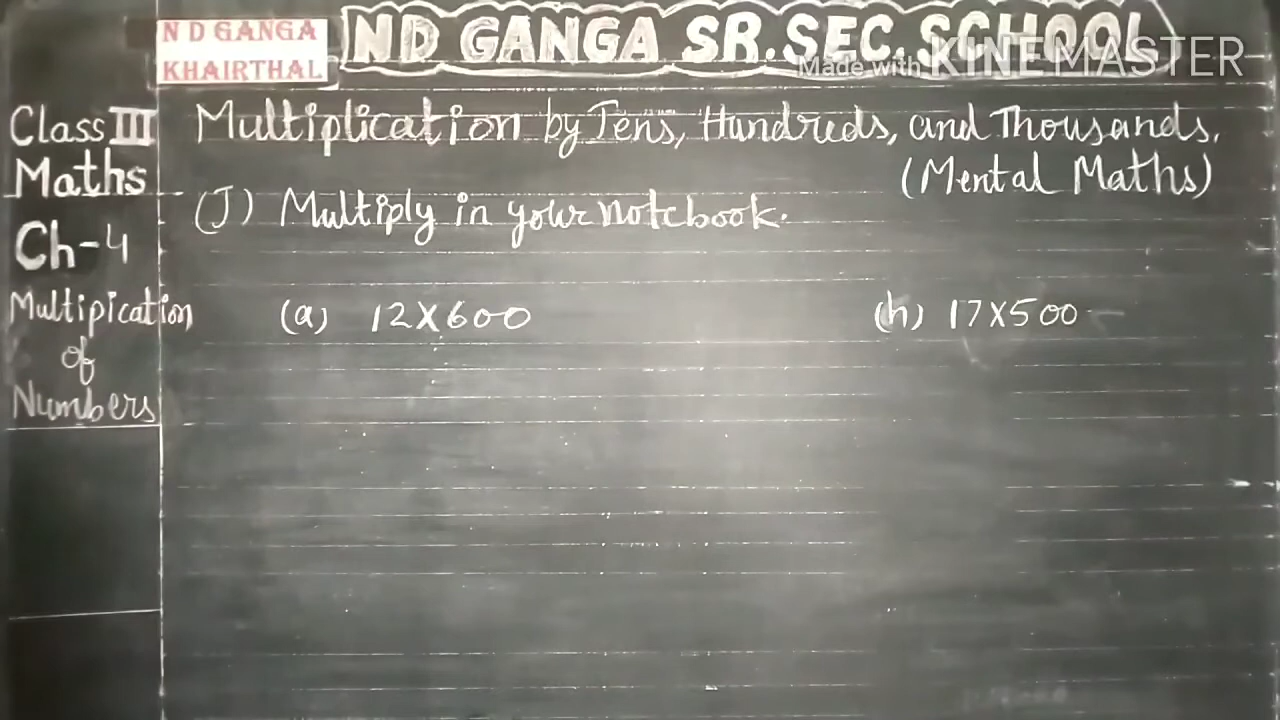 N D GANGA
KHAIRTHAL
ND GANGA SR. SEC. SCHOOL
Made with KINEMASTER
Class III
Maths
Ch-4
Multipication
of
Numbers
Multiplication by Tens, Hundreds, and Thousands.
(Mental Maths)
(J) Multiply in your notebook.
(a) 12X600
(h) 17X500